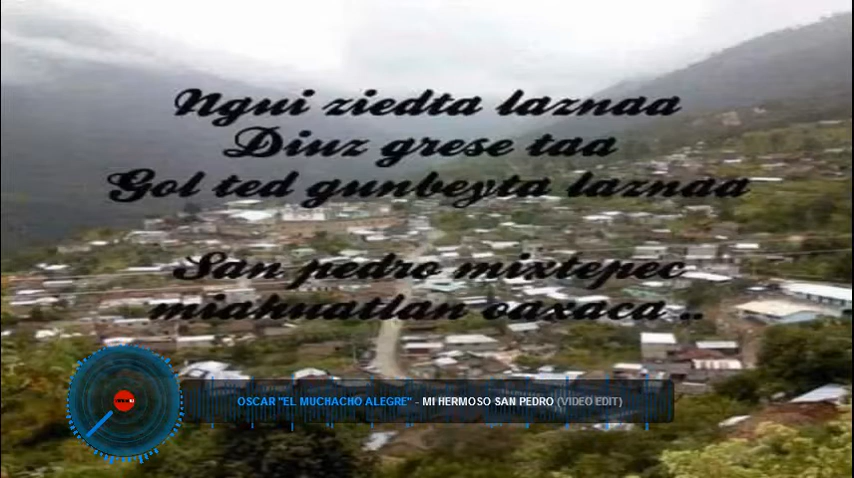 Ngui ziedta laznaa
Diuz grese taa
Gol ted gunbeyta laznaa
San pedro mixtepec
miahuatlan oaxaca ..
OSCAR "EL MUCHACHO ALEGRE" - MI HERMOSO SAN PEDRO (VIDEO EDIT)